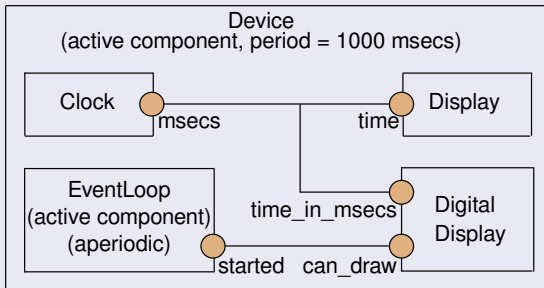 Device
(active component, period = 1000 msecs)
Clock
msecs
time
Display
EventLoop
(active component)
(aperiodic)
started
time_in_msecs
can_draw
Digital
Display